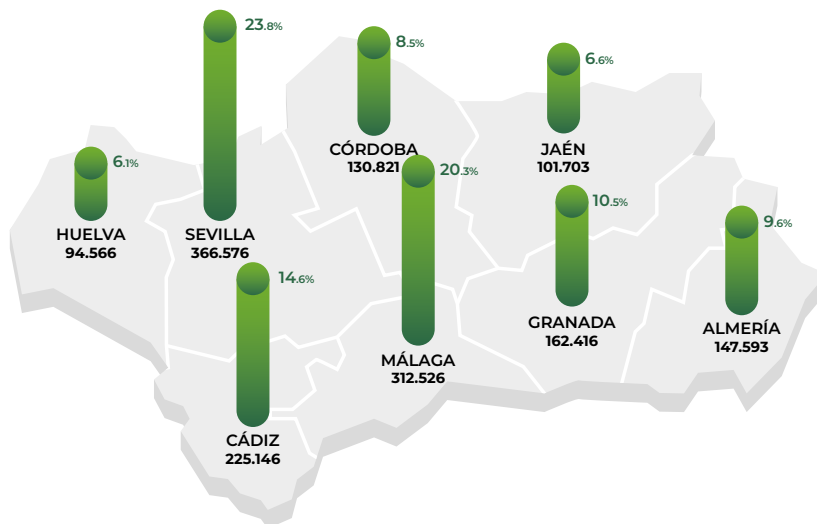 23.8%
SEVILLA
366.576
8.5%
CÓRDOBA
130.821
6.6%
JAÉN
101.703
6.1%
HUELVA
94.566
20.3%
MÁLAGA
312.526
10.5%
GRANADA
162.416
9.6%
ALMERÍA
147.593
14.6%
CÁDIZ
225.146